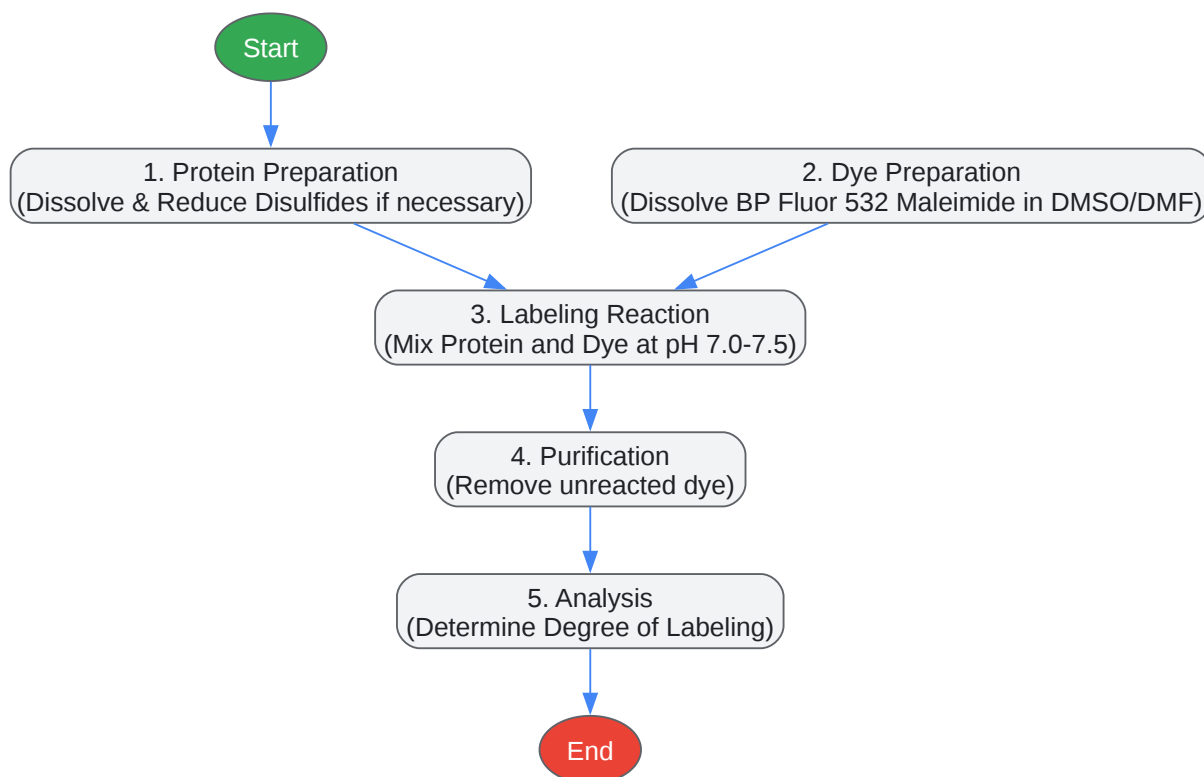 Start
1. Protein Preparation
(Dissolve & Reduce Disulfides if necessary)
2. Dye Preparation
(Dissolve BP Fluor 532 Maleimide in DMSO/DMF)
3. Labeling Reaction
(Mix Protein and Dye at pH 7.0-7.5)
4. Purification
(Remove unreacted dye)
5. Analysis
(Determine Degree of Labeling)
End